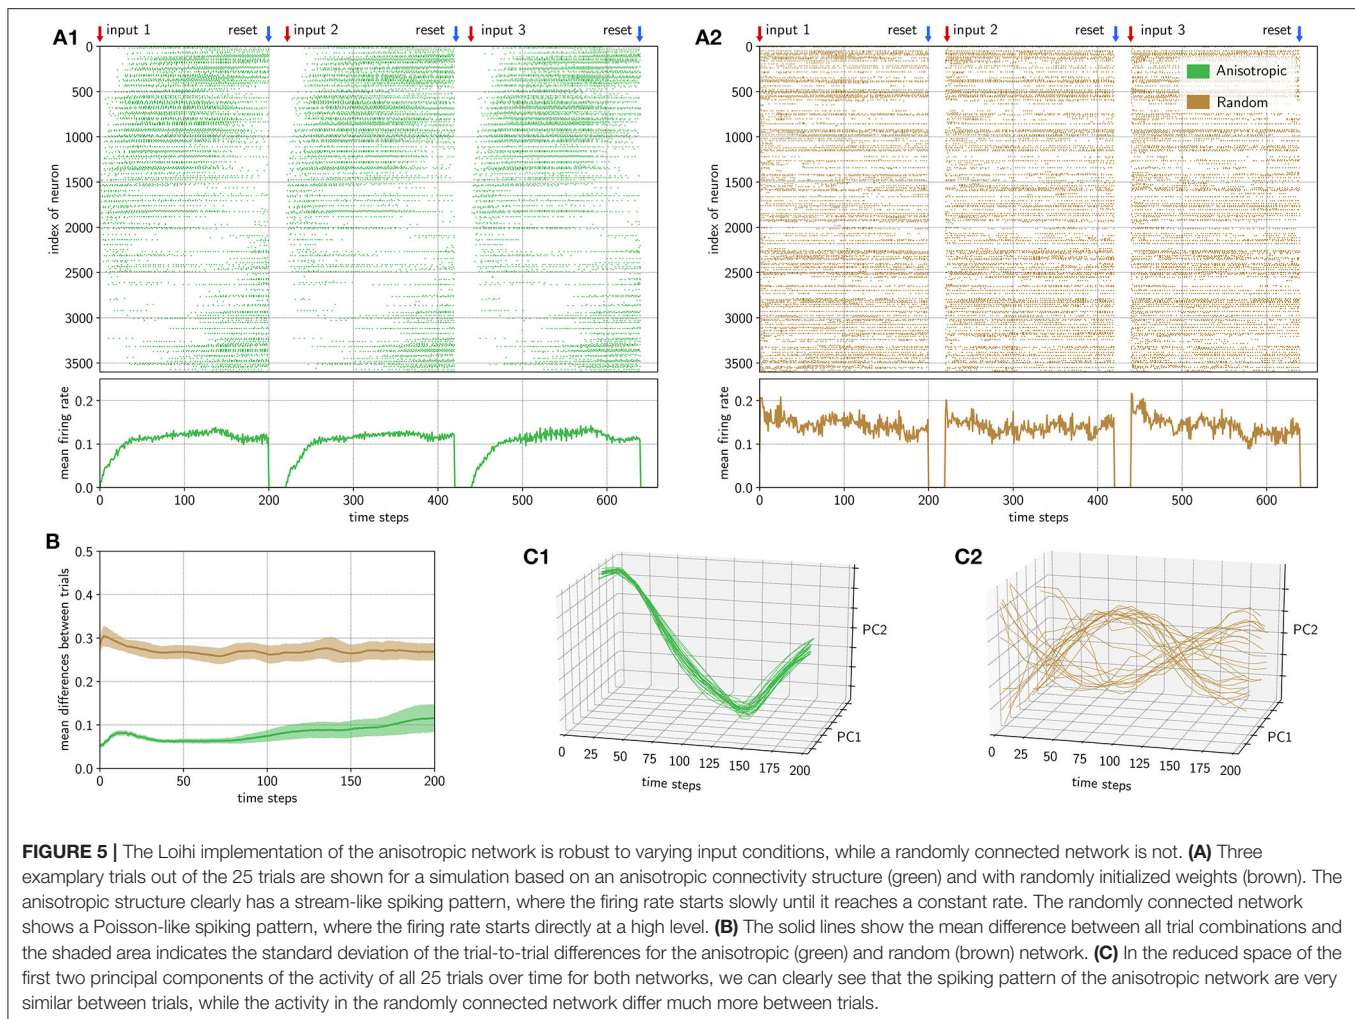 A1
input 1 reset input 2 reset input 3 reset
0
500
1000
1500
2000
2500
3000
3500
index of neuron
0.2
0.1
0.0
mean firing rate
0 100 200 300 400 500 600
time steps
A2
input 1 reset input 2 reset input 3 reset
Anisotropic
Random
0
500
1000
1500
2000
2500
3000
3500
index of neuron
0.2
0.1
0.0
mean firing rate
0 100 200 300 400 500 600
time steps
B
0.5
0.4
0.3
0.2
0.1
0.0
mean differences between trials
0 50 100 150 200
time steps
C1
PC2
PC1
0 25 50 75 100 125 150 175 200
time steps
C2
PC2
PC1
0 25 50 75 100 125 150 175 200
time steps
FIGURE 5 | The Loihi implementation of the anisotropic network is robust to varying input conditions, while a randomly connected network is not. (A) Three
examplary trials out of the 25 trials are shown for a simulation based on an anisotropic connectivity structure (green) and with randomly initialized weights (brown). The
anisotropic structure clearly has a stream-like spiking pattern, where the firing rate starts slowly until it reaches a constant rate. The randomly connected network
shows a Poisson-like spiking pattern, where the firing rate starts directly at a high level. (B) The solid lines show the mean difference between all trial combinations and
the shaded area indicates the standard deviation of the trial-to-trial differences for the anisotropic (green) and random (brown) network. (C) In the reduced space of the
first two principal components of the activity of all 25 trials over time for both networks, we can clearly see that the spiking pattern of the anisotropic network are very
similar between trials, while the activity in the randomly connected network differ much more between trials.